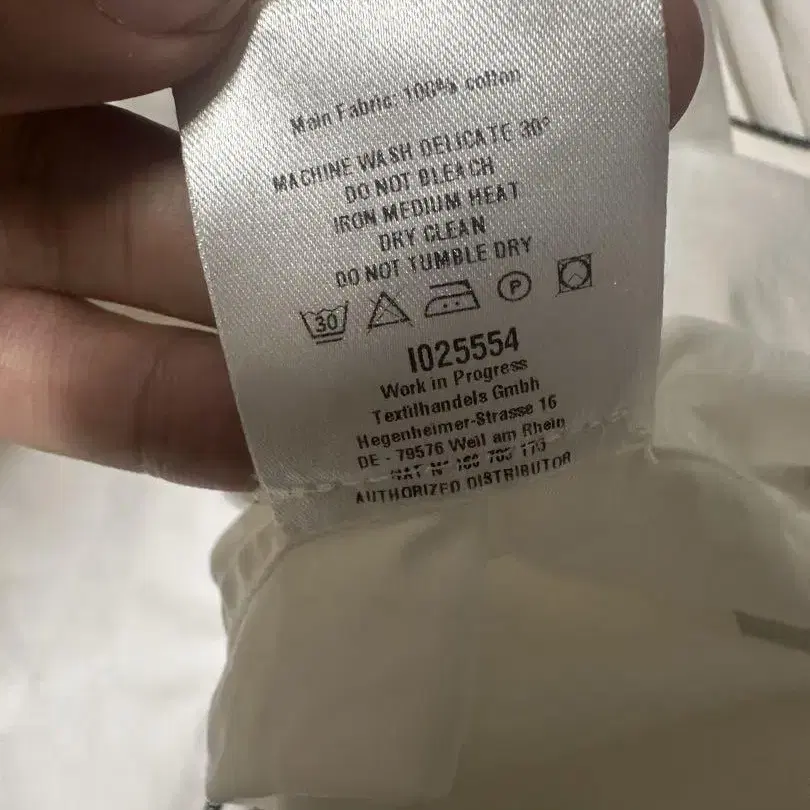 Main Fabric: 100% cotton
MACHINE WASH DELICATE 30°
DO NOT BLEACH
IRON MEDIUM HEAT
DRY CLEAN
DO NOT TUMBLE DRY
30 P
I025554
Work in Progress
Textilhandels Gmbh
Hegenheimer-Strasse 16
DE - 79576 Weil am Rhein
VAT N°
AUTHORIZED DISTRIBUTOR